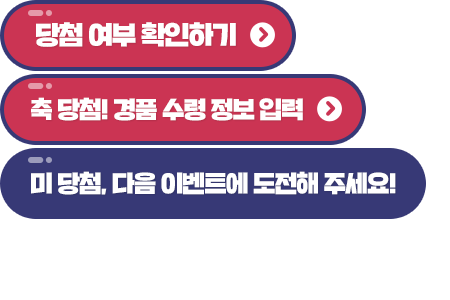 당첨 여부 확인하기
축 당첨! 경품 수령 정보 입력
미 당첨, 다음 이벤트에 도전해 주세요!